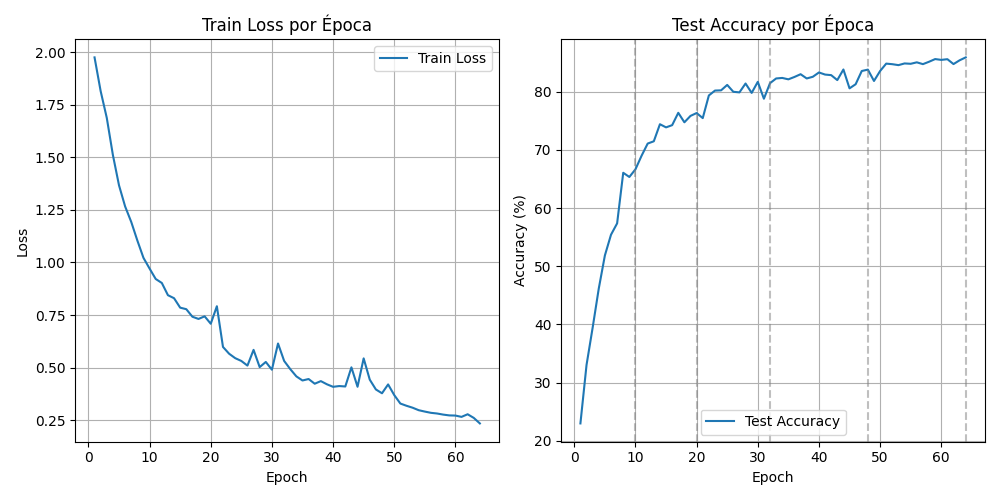 Train Loss por Época
Train Loss
2.00
1.75
1.50
1.25
1.00
0.75
0.50
0.25
Loss
0 10 20 30 40 50 60
Epoch
Test Accuracy por Época
80
70
60
50
40
30
20
Accuracy (%)
Test Accuracy
0 10 20 30 40 50 60
Epoch